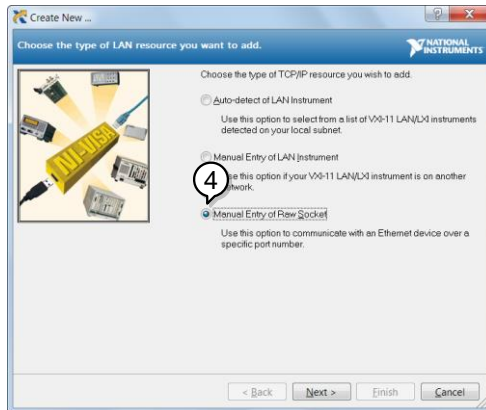 Create New ...
Choose the type of LAN resource you want to add.
NATIONAL
INSTRUMENTS
NI-VISA
Choose the type of TCP/IP resource you wish to add.
Auto-detect of LAN Instrument
Use this option to select from a list of VXI-11 LAN/LXI instruments
detected on your local subnet.
Manual Entry of LAN Instrument
4
se this option if your VXI-11 LAN/LXI instrument is on another
etwork.
Manual Entry of Raw Socket
Use this option to communicate with an Ethernet device over a
specific port number.
< Back
Next >
Finish
Cancel